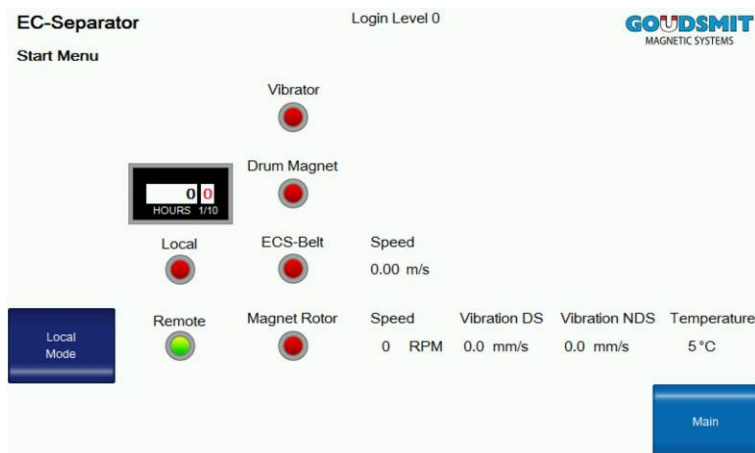 EC-Separator
Login Level 0
GOUDSMIT
MAGNETIC SYSTEMS
Start Menu
Vibrator
Drum Magnet
0 0
HOURS 1/10
Local
ECS-Belt
Speed
0.00 m/s
Local
Mode
Remote
Magnet Rotor
Speed
Vibration DS
Vibration NDS
Temperature
0 RPM
0.0 mm/s
0.0 mm/s
5 °C
Main